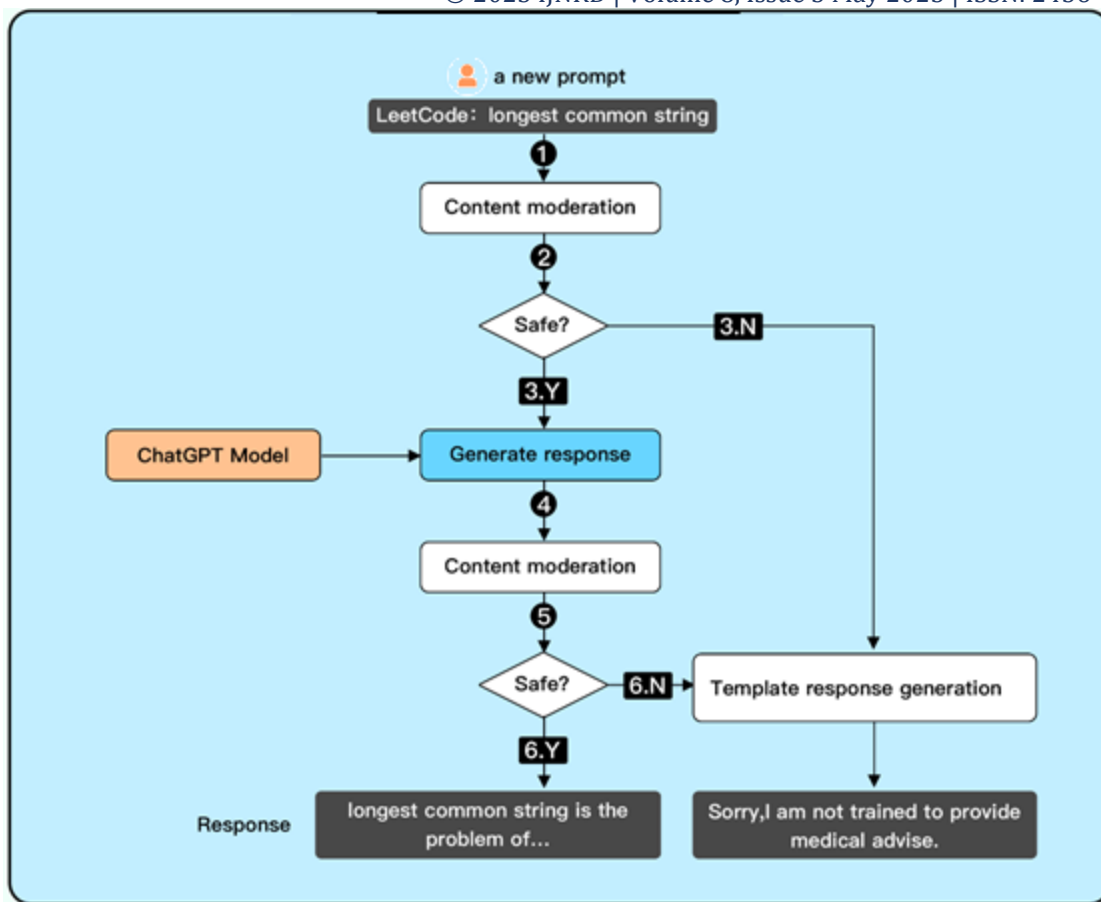 a new prompt
LeetCode: longest common string
1
Content moderation
2
Safe?
3.N
3.Y
ChatGPT Model
Generate response
4
Content moderation
5
Safe?
6.N
Template response generation
6.Y
Response
longest common string is the
problem of...
Sorry,I am not trained to provide
medical advise.